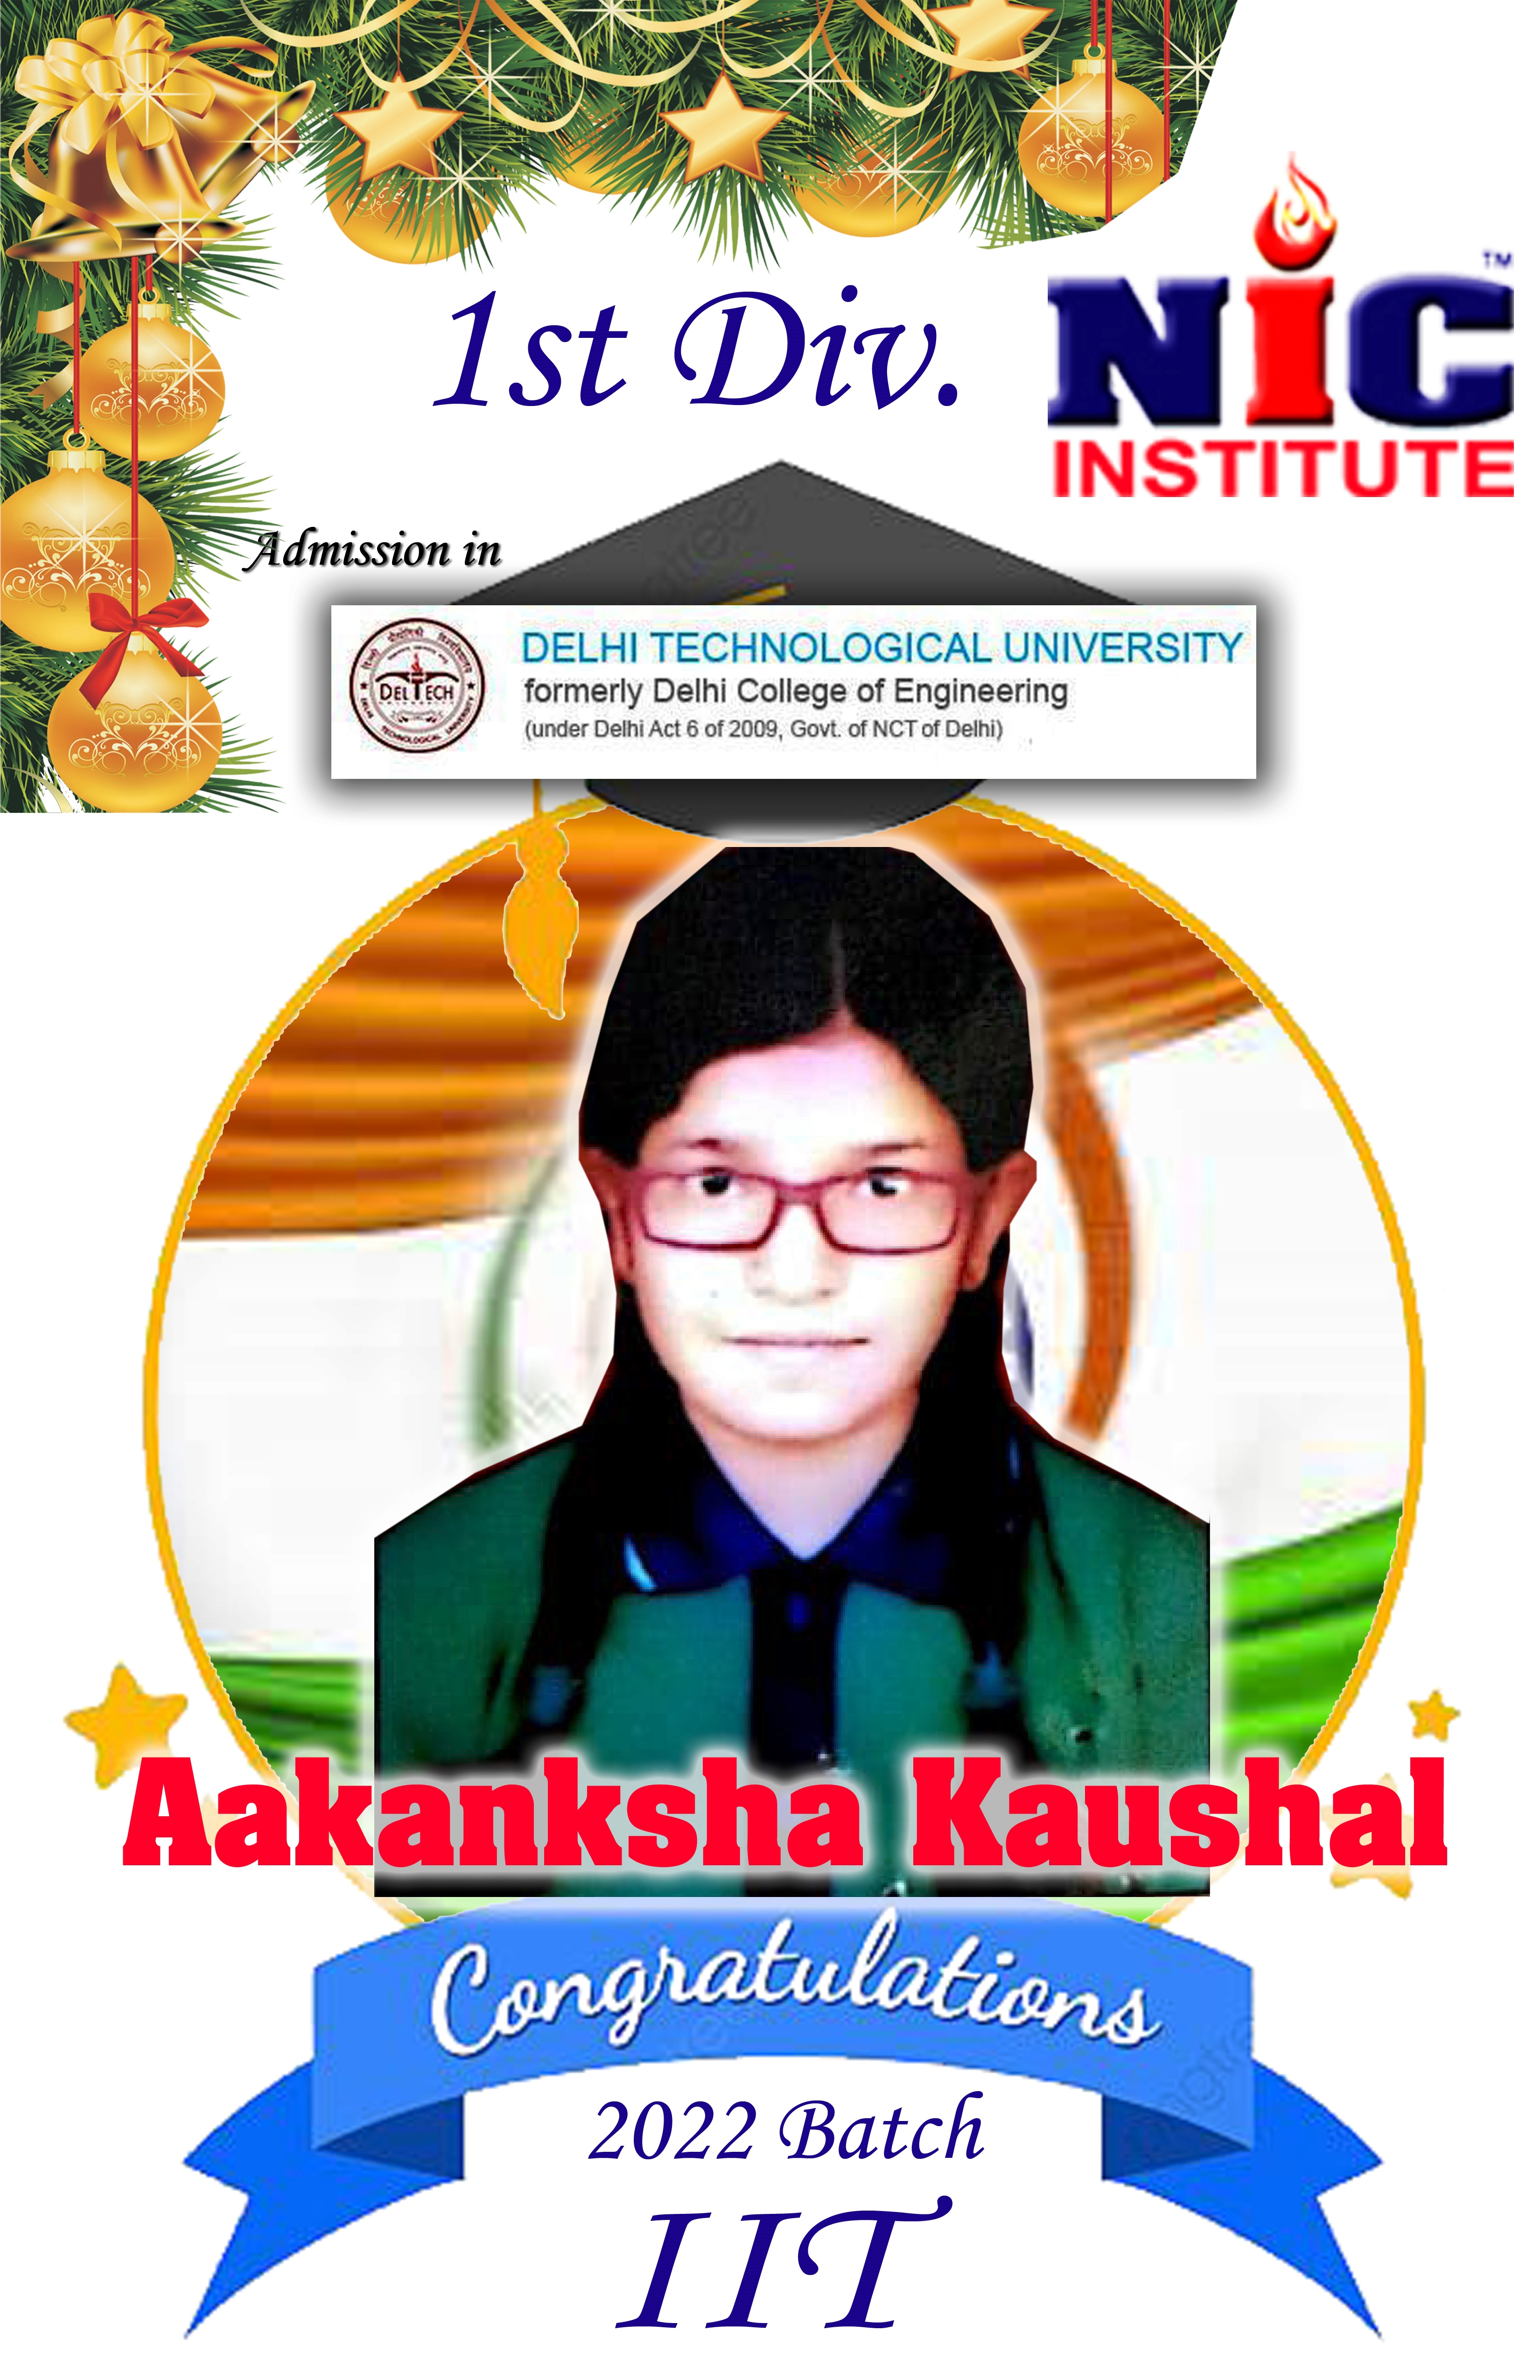 1st Div.
NiC
TM
INSTITUTE
Admission in
DELTECH
DELHI TECHNOLOGICAL UNIVERSITY
formerly Delhi College of Engineering
(under Delhi Act 6 of 2009, Govt. of NCT of Delhi)
Aakanksha Kaushal
Congratulations
2022 Batch
IIT